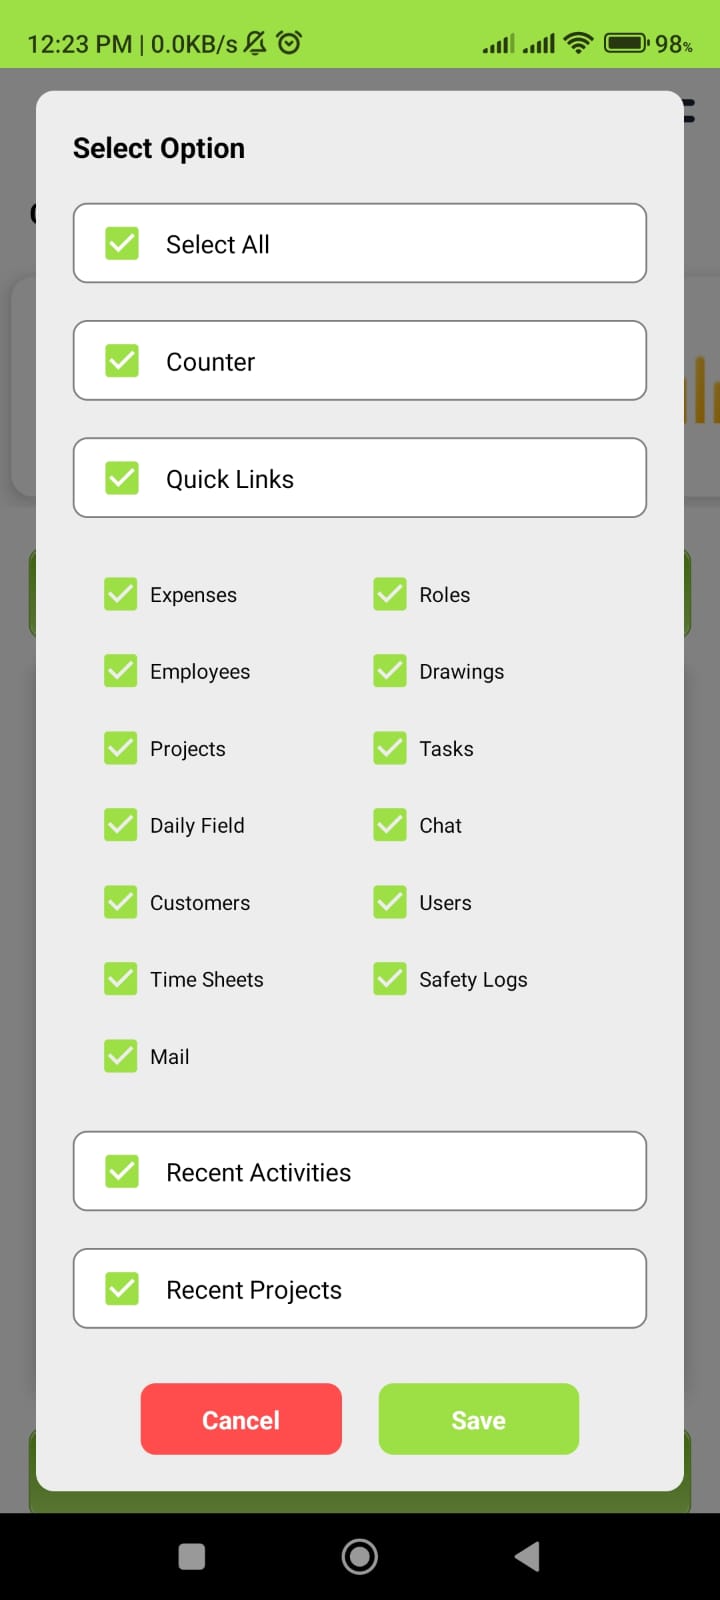 12:23 PM | 0.0KB/s 98%
Select Option
Select All
Counter
Quick Links
Expenses Roles
Employees Drawings
Projects Tasks
Daily Field Chat
Customers Users
Time Sheets Safety Logs
Mail
Recent Activities
Recent Projects
Cancel Save